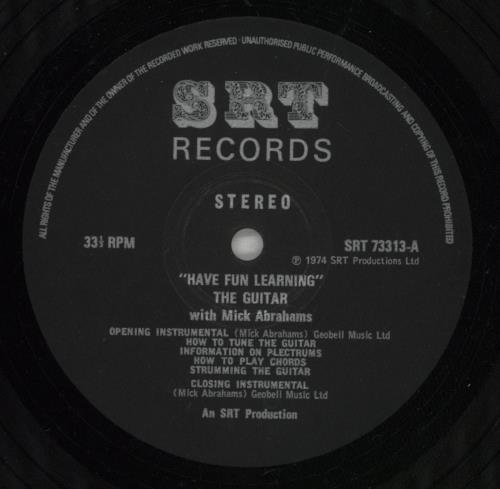 ALL RIGHTS OF THE MANUFACTURER AND OF THE OWNER OF THE RECORDED WORK RESERVED · UNAUTHORISED PUBLIC PERFORMANCE BROADCASTING AND COPYING OF THIS RECORD PROHIBITED
SRT
RECORDS
STEREO
33⅓ RPM
SRT 73313-A
℗ 1974 SRT Productions Ltd
"HAVE FUN LEARNING"
THE GUITAR
with Mick Abrahams
OPENING INSTRUMENTAL (Mick Abrahams) Geobell Music Ltd
HOW TO TUNE THE GUITAR
INFORMATION ON PLECTRUMS
HOW TO PLAY CHORDS
STRUMMING THE GUITAR
CLOSING INSTRUMENTAL
(Mick Abrahams) Geobell Music Ltd
An SRT Production